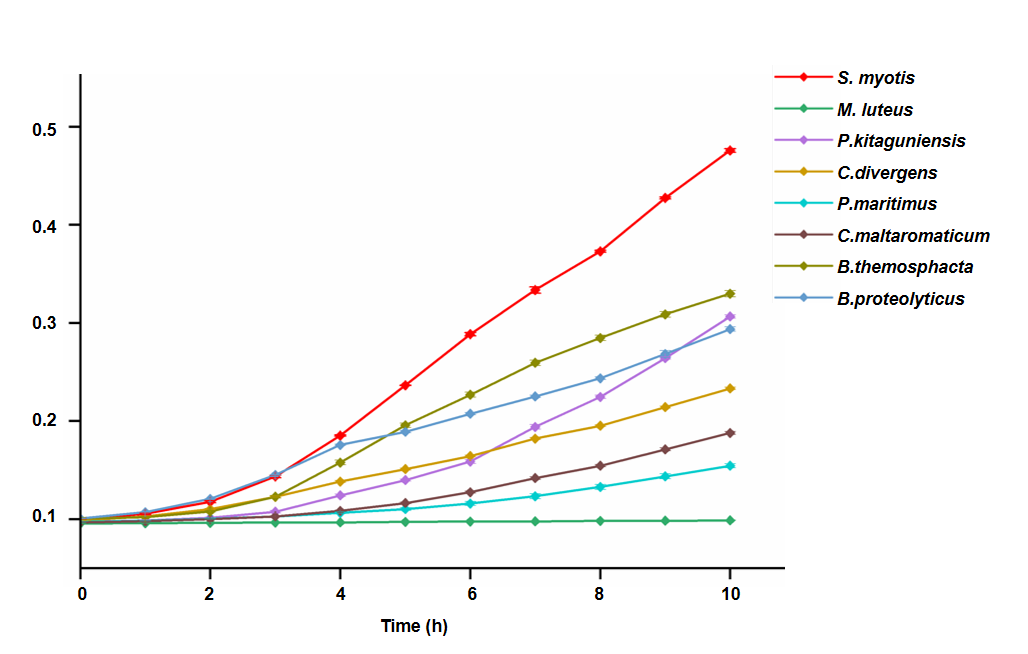 0.5
0.4
0.3
0.2
0.1
0 2 4 6 8 10
Time (h)
S. myotis
M. luteus
P.kitaguniensis
C.divergens
P.maritimus
C.maltaromaticum
B.themosphacta
B.proteolyticus